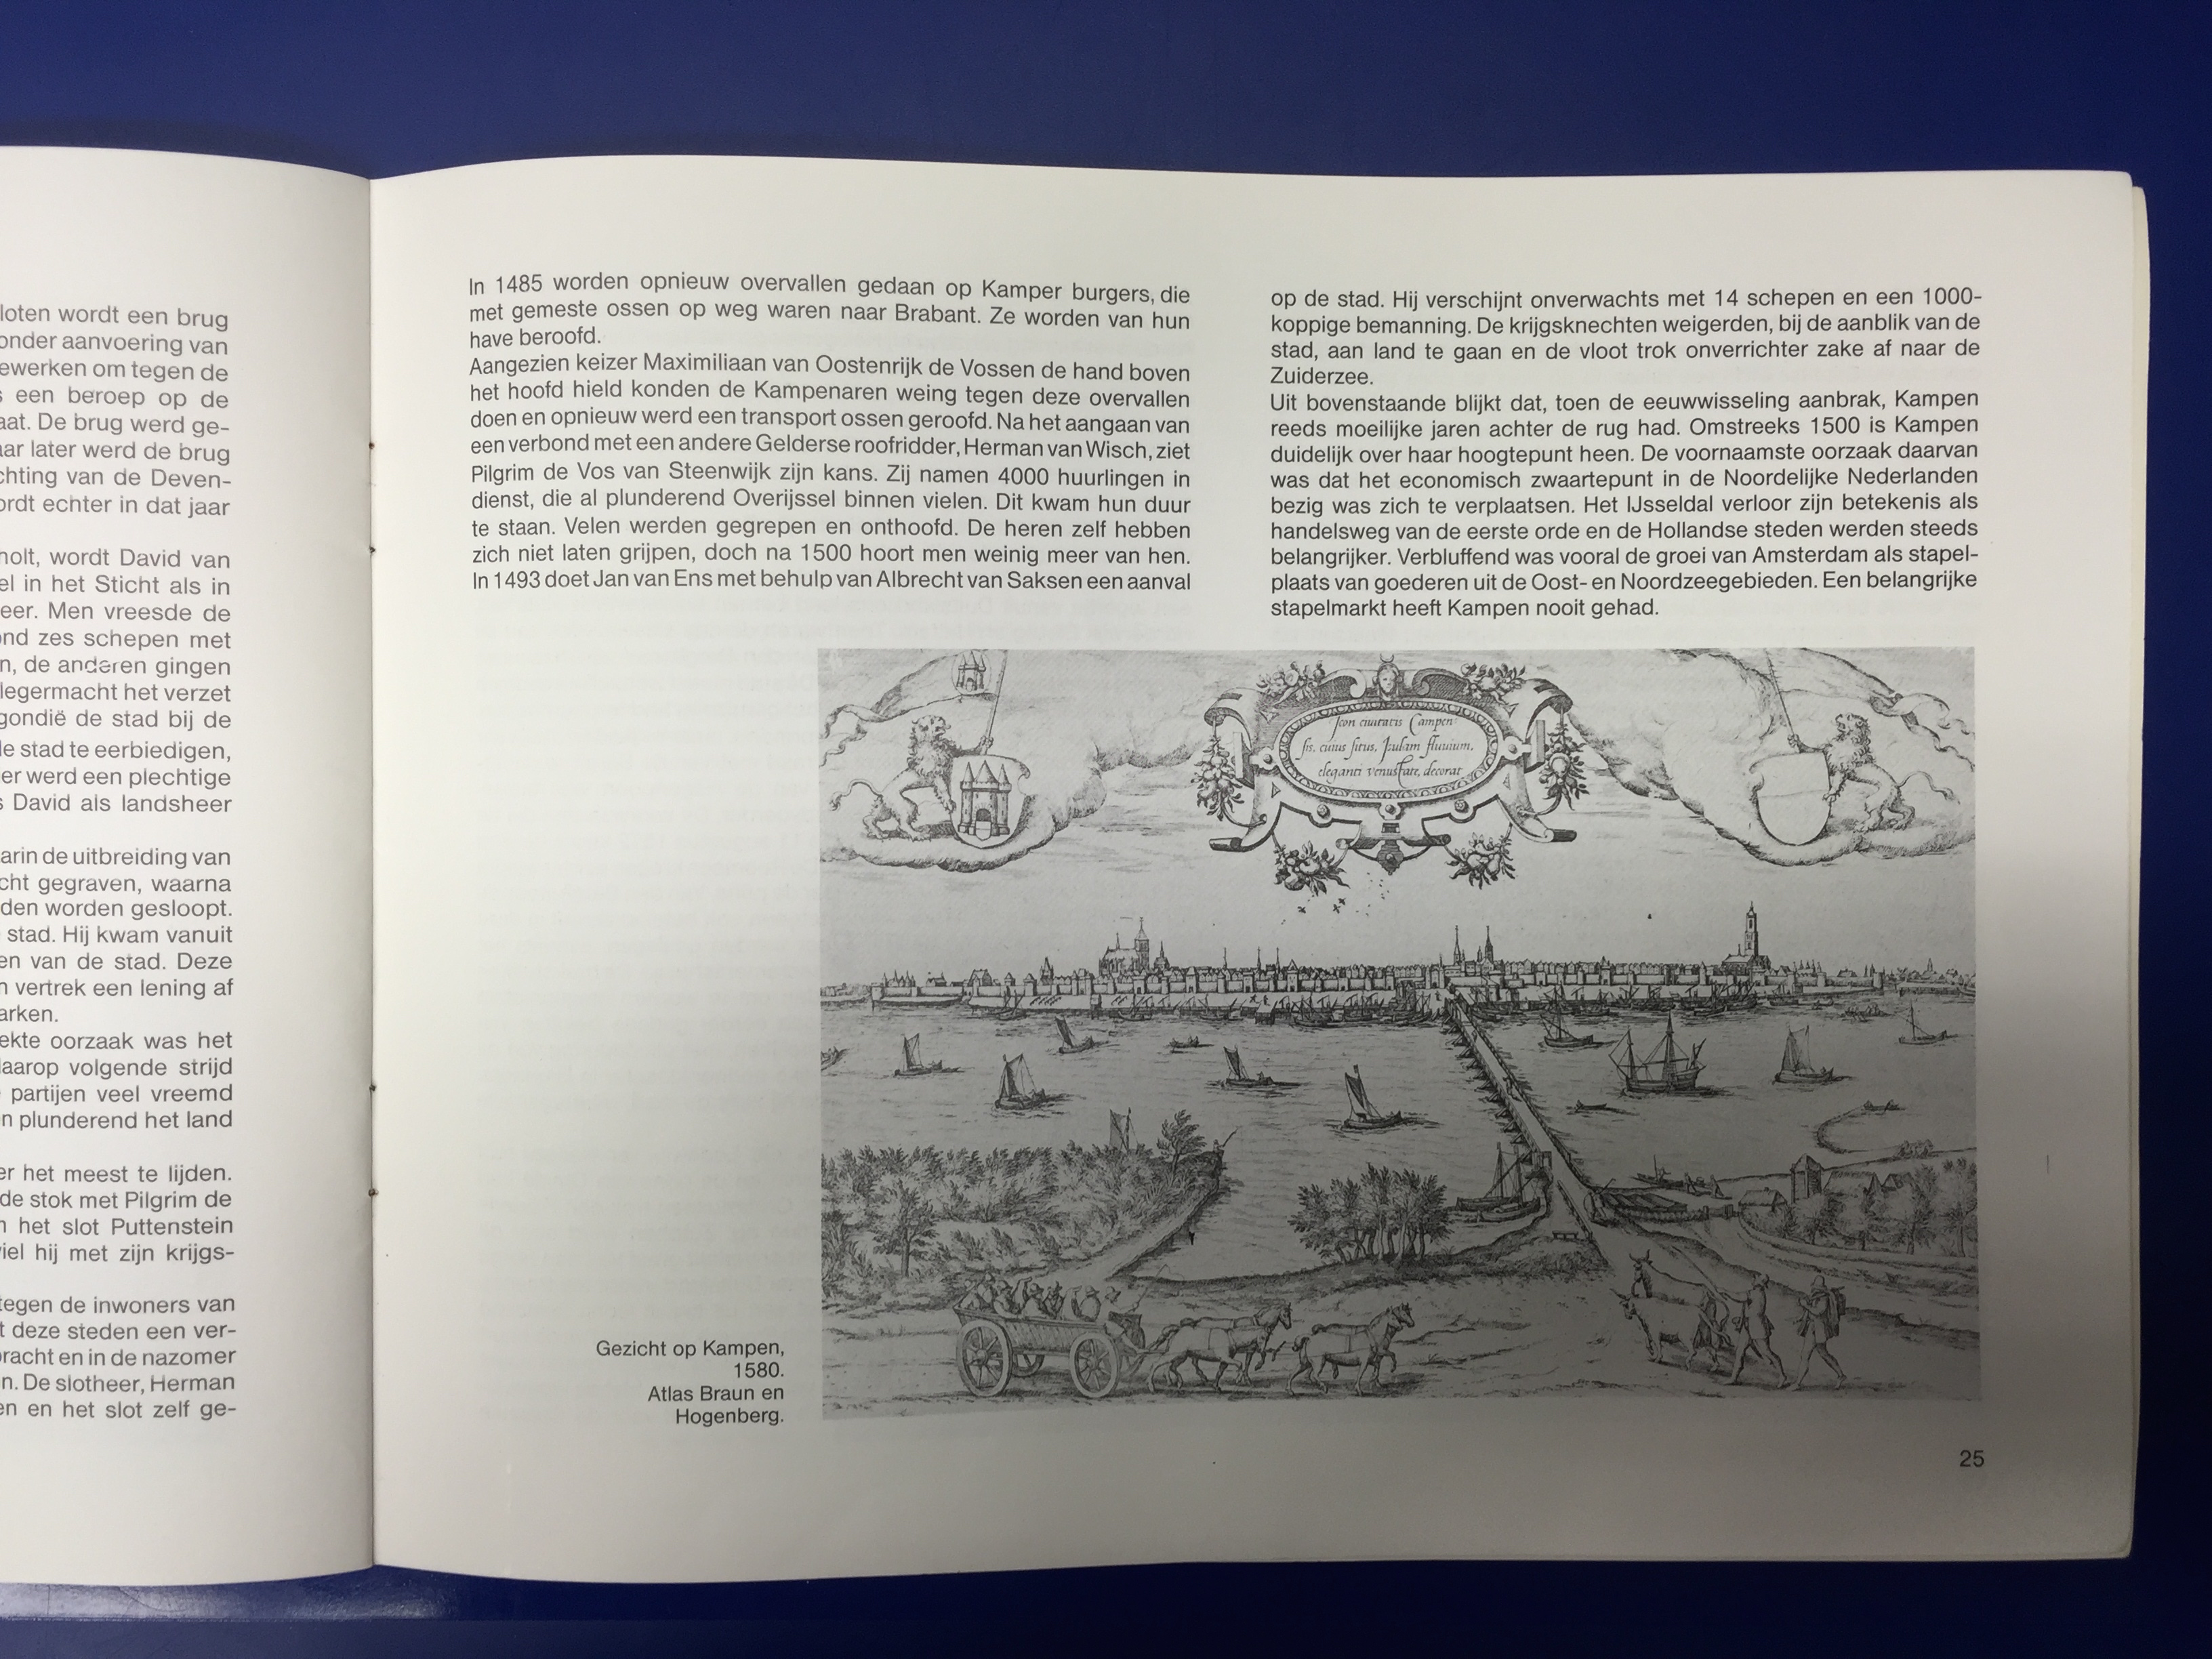 loten wordt een brug
onder aanvoering van
ewerken om tegen de
een beroep op de
aat. De brug werd ge-
aar later werd de brug
chting van de Deven-
ordt echter in dat jaar
holt, wordt David van
el in het Sticht als in
eer. Men vreesde de
ond zes schepen met
n, de anderen gingen
legermacht het verzet
gondië de stad bij de
le stad te eerbiedigen,
er werd een plechtige
s David als landsheer
arin de uitbreiding van
cht gegraven, waarna
den worden gesloopt.
stad. Hij kwam vanuit
en van de stad. Deze
n vertrek een lening af
arken.
ekte oorzaak was het
daarop volgende strijd
partijen veel vreemd
n plunderend het land
er het meest te lijden.
de stok met Pilgrim de
n het slot Puttenstein
viel hij met zijn krijgs-
tegen de inwoners van
t deze steden een ver-
bracht en in de nazomer
n. De slotheer, Herman
en en het slot zelf ge-
In 1485 worden opnieuw overvallen gedaan op Kamper burgers, die
met gemeste ossen op weg waren naar Brabant. Ze worden van hun
have beroofd.
Aangezien keizer Maximiliaan van Oostenrijk de Vossen de hand boven
het hoofd hield konden de Kampenaren weing tegen deze overvallen
doen en opnieuw werd een transport ossen geroofd. Na het aangaan van
een verbond met een andere Gelderse roofridder, Herman van Wisch, ziet
Pilgrim de Vos van Steenwijk zijn kans. Zij namen 4000 huurlingen in
dienst, die al plunderend Overijssel binnen vielen. Dit kwam hun duur
te staan. Velen werden gegrepen en onthoofd. De heren zelf hebben
zich niet laten grijpen, doch na 1500 hoort men weinig meer van hen.
In 1493 doet Jan van Ens met behulp van Albrecht van Saksen een aanval
op de stad. Hij verschijnt onverwachts met 14 schepen en een 1000-
koppige bemanning. De krijgsknechten weigerden, bij de aanblik van de
stad, aan land te gaan en de vloot trok onverrichter zake af naar de
Zuiderzee.
Uit bovenstaande blijkt dat, toen de eeuwwisseling aanbrak, Kampen
reeds moeilijke jaren achter de rug had. Omstreeks 1500 is Kampen
duidelijk over haar hoogtepunt heen. De voornaamste oorzaak daarvan
was dat het economisch zwaartepunt in de Noordelijke Nederlanden
bezig was zich te verplaatsen. Het IJsseldal verloor zijn betekenis als
handelsweg van de eerste orde en de Hollandse steden werden steeds
belangrijker. Verbluffend was vooral de groei van Amsterdam als stapel-
plaats van goederen uit de Oost- en Noordzeegebieden. Een belangrijke
stapelmarkt heeft Kampen nooit gehad.
Icon ciuitatis Campen
sis. cuius situs, Isulam fluuium,
eleganti venustate, decorat
Gezicht op Kampen,
1580.
Atlas Braun en
Hogenberg.
25